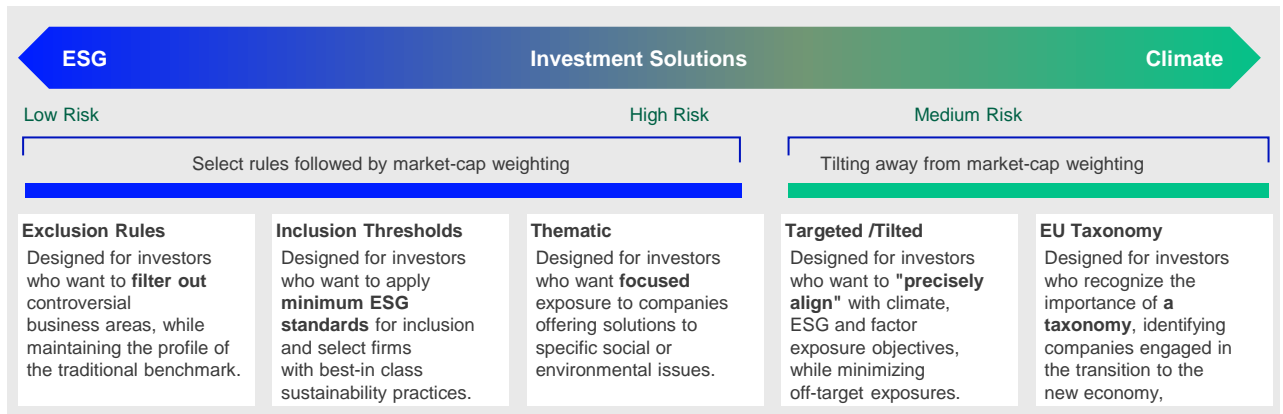 ESG Investment Solutions Climate
Low Risk High Risk Medium Risk
Select rules followed by market-cap weighting
Tilting away from market-cap weighting
Exclusion Rules
Designed for investors
who want to filter out
controversial
business areas, while
maintaining the profile of
the traditional benchmark.
Inclusion Thresholds
Designed for investors
who want to apply
minimum ESG
standards for inclusion
and select firms
with best-in class
sustainability practices.
Thematic
Designed for investors
who want focused
exposure to companies
offering solutions to
specific social or
environmental issues.
Targeted /Tilted
Designed for investors
who want to "precisely
align" with climate,
ESG and factor
exposure objectives,
while minimizing
off-target exposures.
EU Taxonomy
Designed for investors
who recognize the
importance of a
taxonomy, identifying
companies engaged in
the transition to the
new economy,